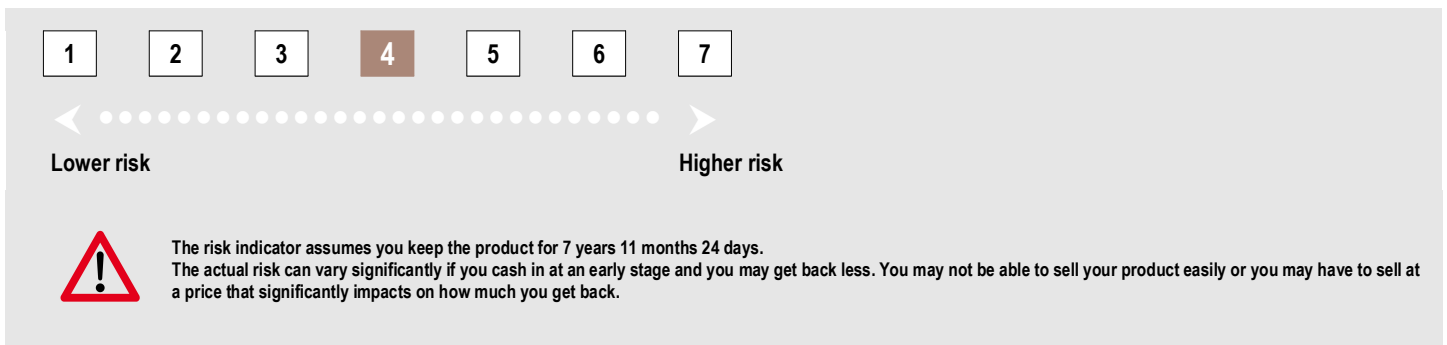 1 2 3 4 5 6 7
Lower risk Higher risk
The risk indicator assumes you keep the product for 7 years 11 months 24 days.
The actual risk can vary significantly if you cash in at an early stage and you may get back less. You may not be able to sell your product easily or you may have to sell at
a price that significantly impacts on how much you get back.